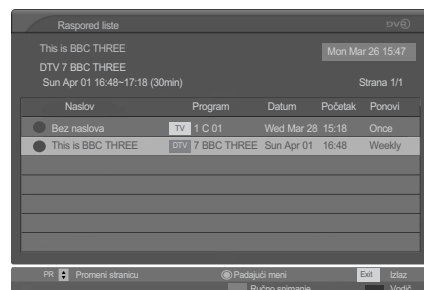 Raspored liste
This is BBC THREE
Mon Mar 26 15:47
DTV 7 BBC THREE
Sun Apr 01 16:48~17:18 (30min)
Strana 1/1
Naslov Program Datum Početak Ponovi
Bez naslova TV 1 C 01 Wed Mar 28 15:18 Once
This is BBC THREE DTV 7 BBC THREE Sun Apr 01 16:48 Weekly
PR Promeni stranicu Padajući meni Exit Izlaz
Ručno snimanje Vodič